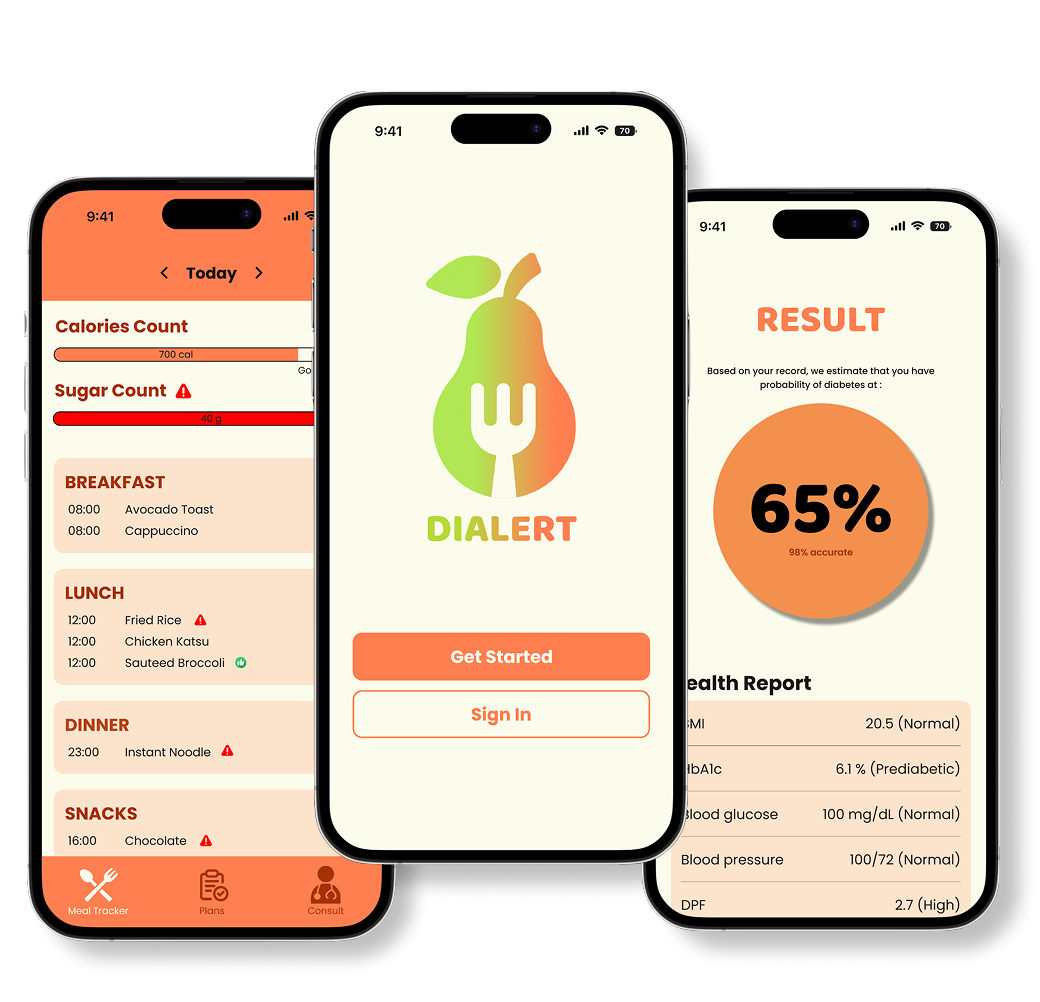 9:41
Today
Calories Count
700 cal
Go
Sugar Count
40 g
BREAKFAST
08:00 Avocado Toast
08:00 Cappuccino
LUNCH
12:00 Fried Rice
12:00 Chicken Katsu
12:00 Sauteed Broccoli
DINNER
23:00 Instant Noodle
SNACKS
16:00 Chocolate
Meal Tracker Plans Consult
9:41 70
DIALERT
Get Started
Sign In
9:41 70
RESULT
Based on your record, we estimate that you have
probability of diabetes at :
65%
98% accurate
ealth Report
BMI 20.5 (Normal)
HbA1c 6.1 % (Prediabetic)
Blood glucose 100 mg/dL (Normal)
Blood pressure 100/72 (Normal)
DPF 2.7 (High)